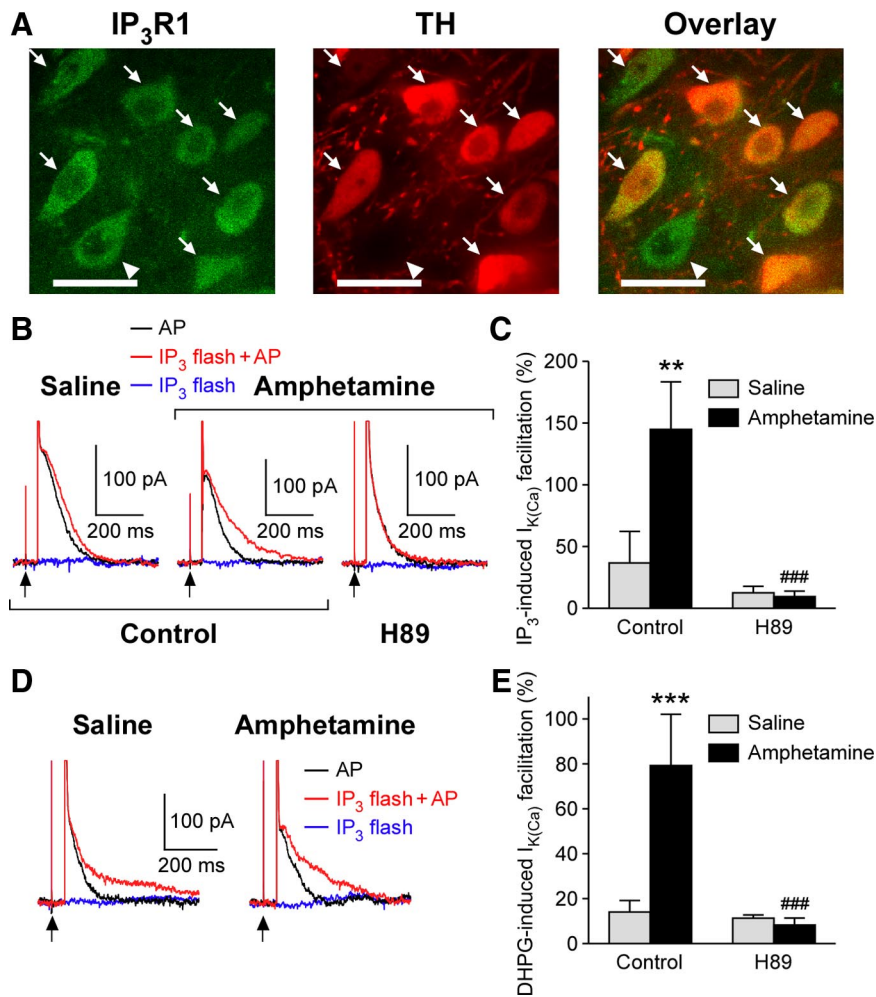 A
IP3R1
TH
Overlay
B
AP
IP3 flash + AP
IP3 flash
Saline
Amphetamine
100 pA
200 ms
100 pA
200 ms
100 pA
200 ms
Control
H89
C
IP3-induced IK(Ca) facilitation (%)
200
150
100
50
0
**
###
Saline
Amphetamine
Control
H89
D
Saline
Amphetamine
100 pA
200 ms
AP
IP3 flash + AP
IP3 flash
E
DHPG-induced IK(Ca) facilitation (%)
100
80
60
40
20
0
***
###
Saline
Amphetamine
Control
H89